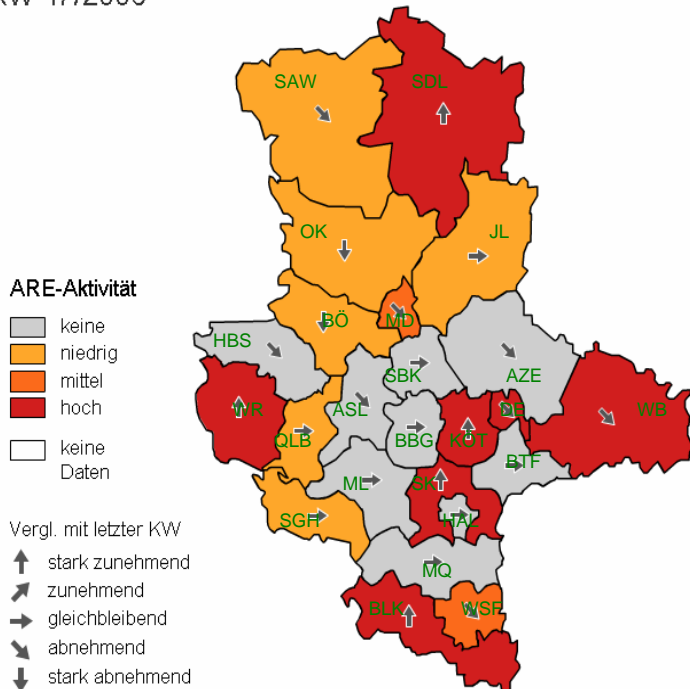 SAW
SDL
OK
JL
BÖ
MD
HBS
SBK
AZE
WR
ASL
QLB
BBG
KÖT
DE
WB
BTF
ML
SK
SGH
HAL
MQ
BLK
WSF
ARE-Aktivität
keine
niedrig
mittel
hoch
keine
Daten
Vergl. mit letzter KW
stark zunehmend
zunehmend
gleichbleibend
abnehmend
stark abnehmend